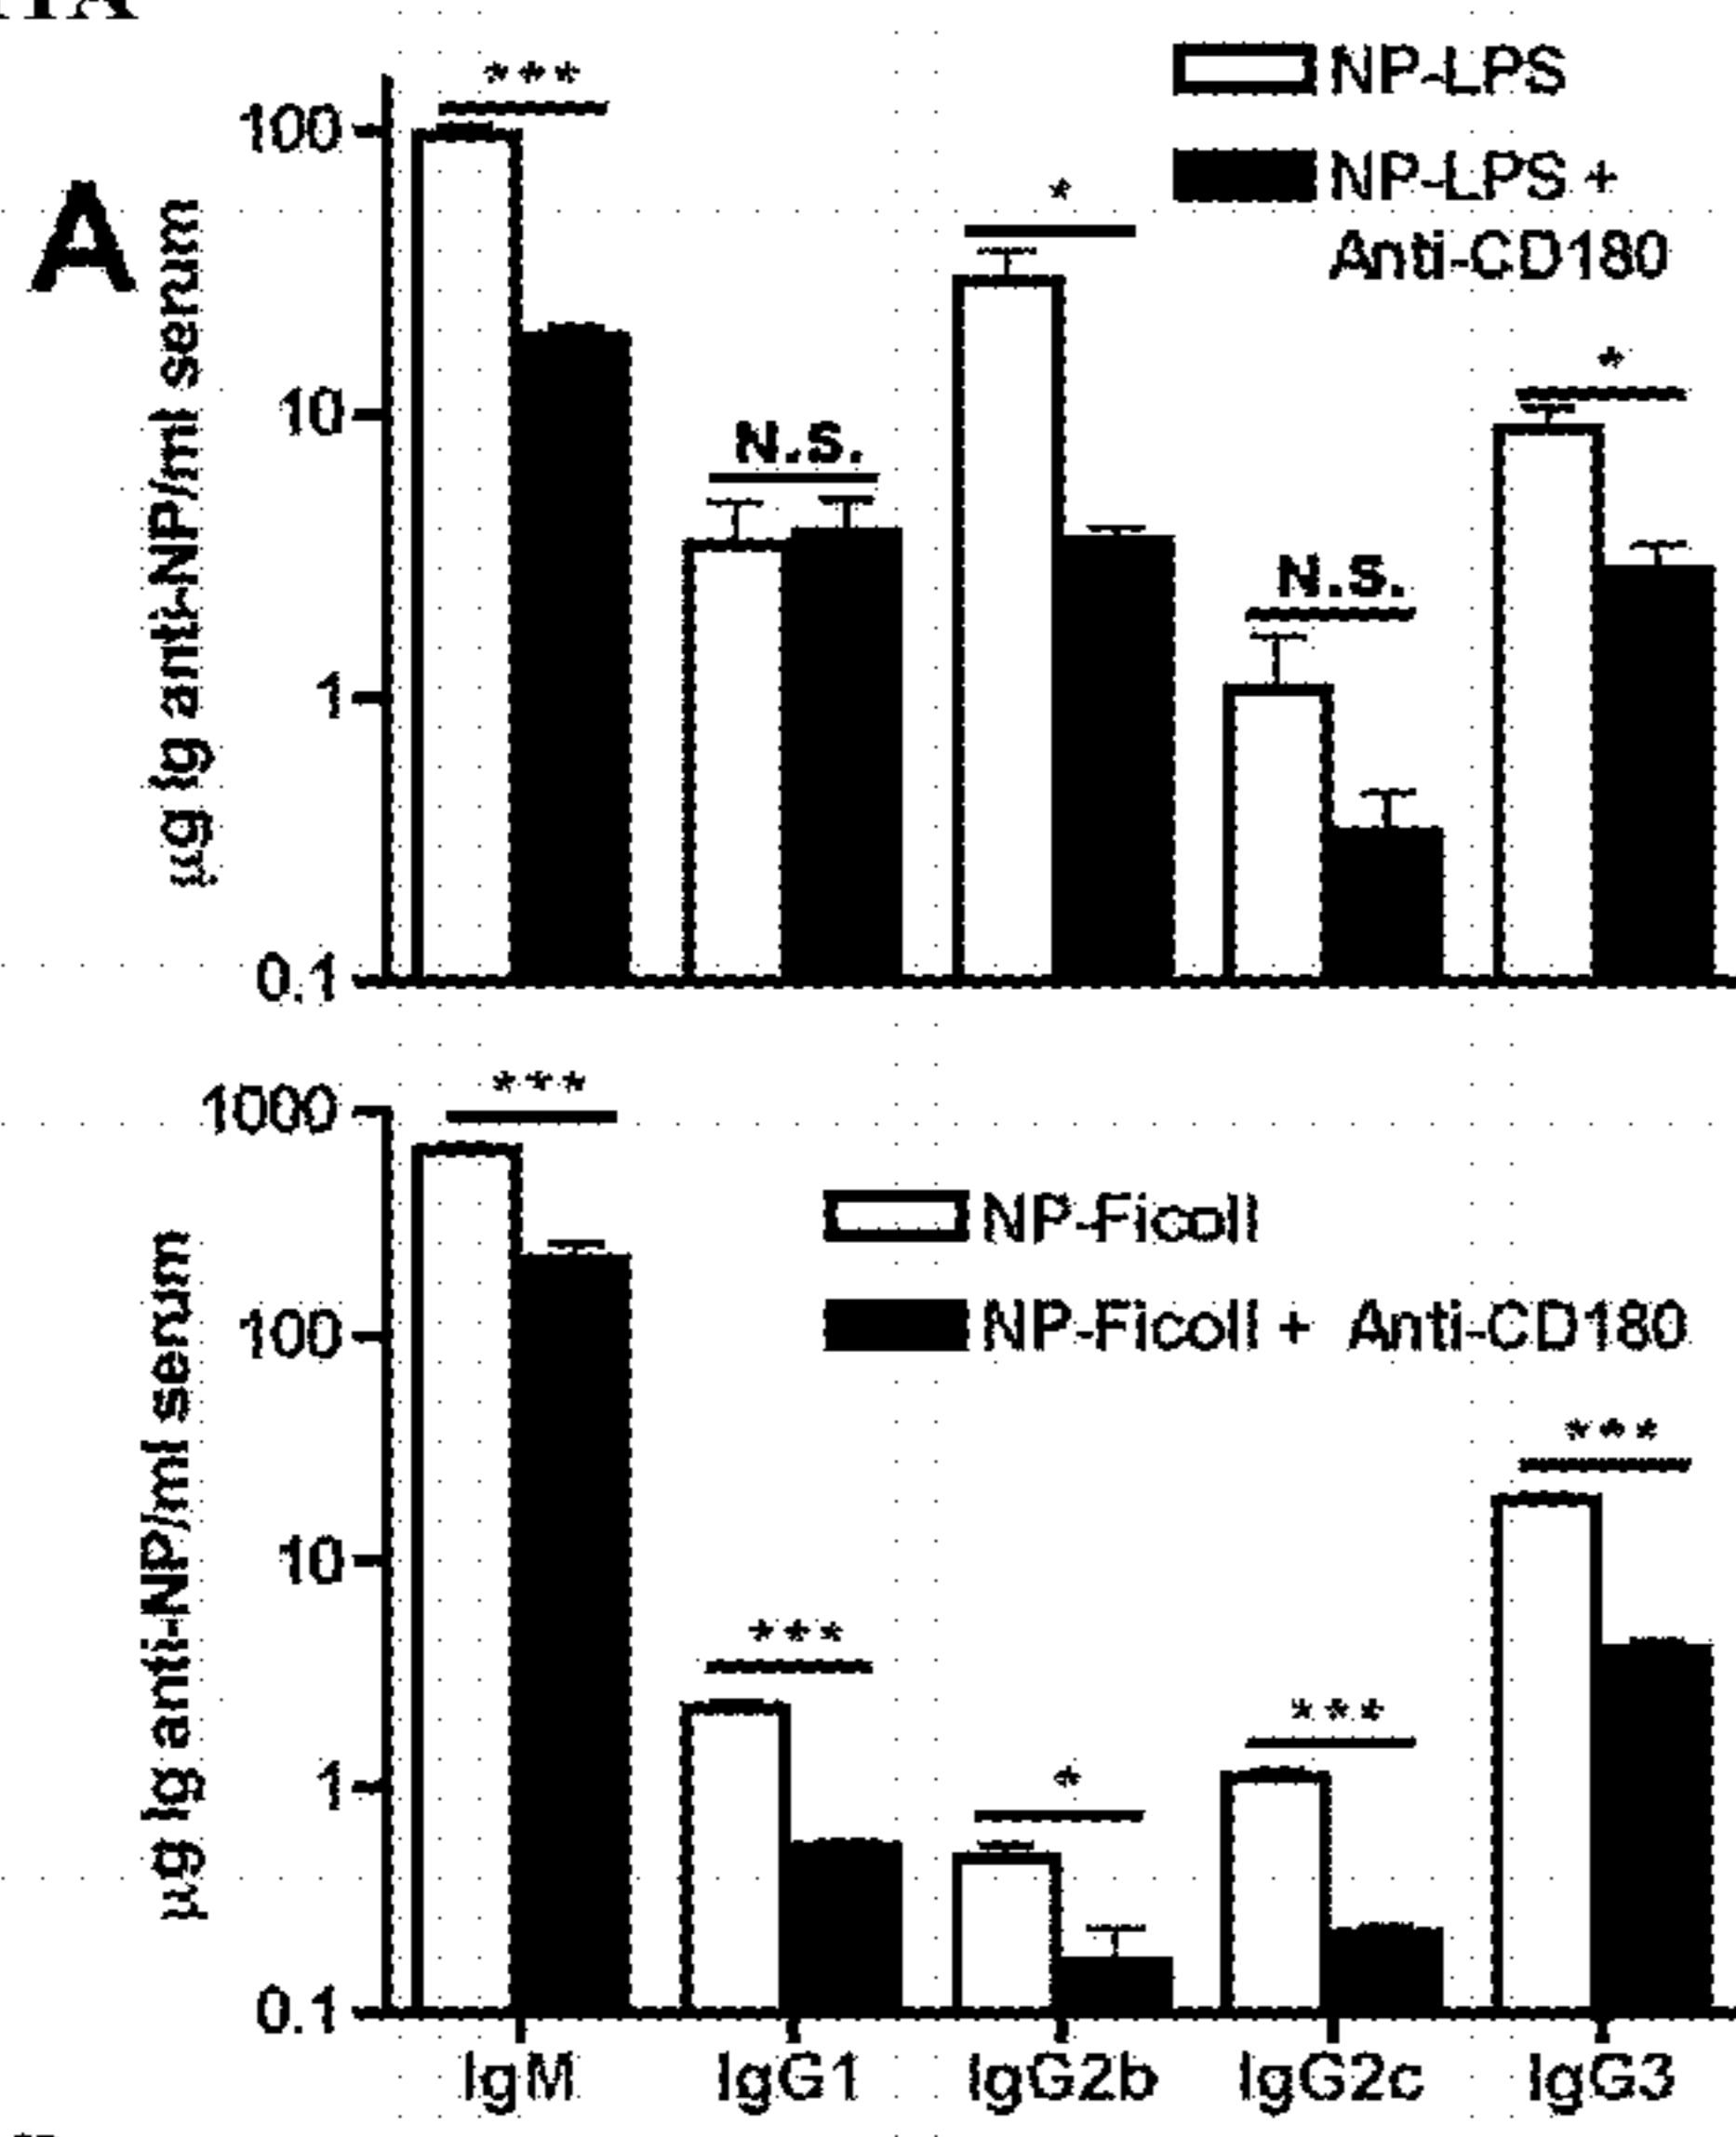 ***
NP-LPS
100
A
*
NP-LPS +
Anti-CD180
*
10
N.S.
N.S.
1
µg Ig anti-NP/ml serum
0.1
***
1000
NP-Ficoll
100
NP-Ficoll + Anti-CD180
***
10
***
***
1
*
µg Ig anti-NP/ml serum
0.1
IgM IgG1 IgG2b IgG2c IgG3